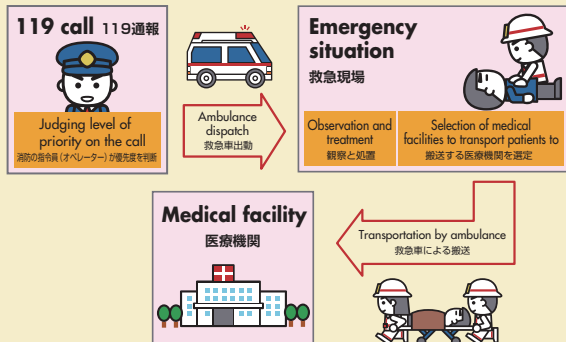 119 call 119通報
Judging level of
priority on the call
消防の指令員（オペレーター）が優先度を判断
Ambulance
dispatch
救急車出動
Emergency
situation
救急現場
Observation and
treatment
観察と処置
Selection of medical
facilities to transport patients to
搬送する医療機関を選定
Transportation by ambulance
救急車による搬送
Medical facility
医療機関